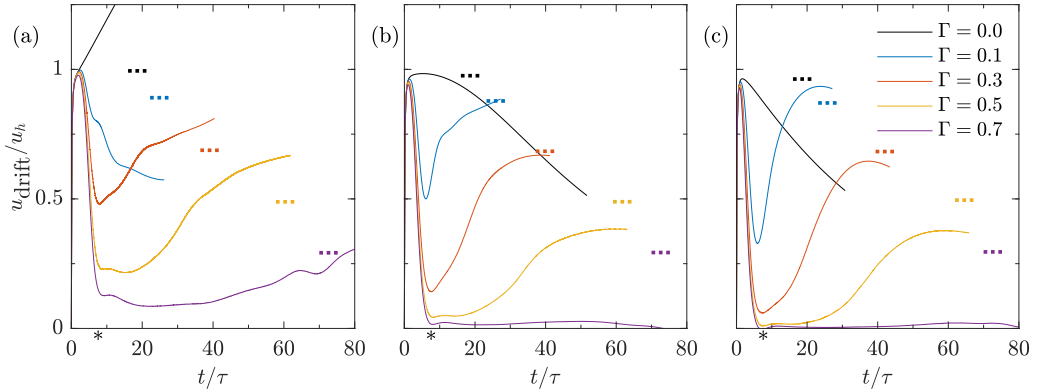 (a)
(b)
(c)
Γ = 0.0
Γ = 0.1
Γ = 0.3
Γ = 0.5
Γ = 0.7
u_drift/u_h
1
0.5
0
0 * 20 40 60 80
0 * 20 40 60 80
0 * 20 40 60 80
t/τ
t/τ
t/τ